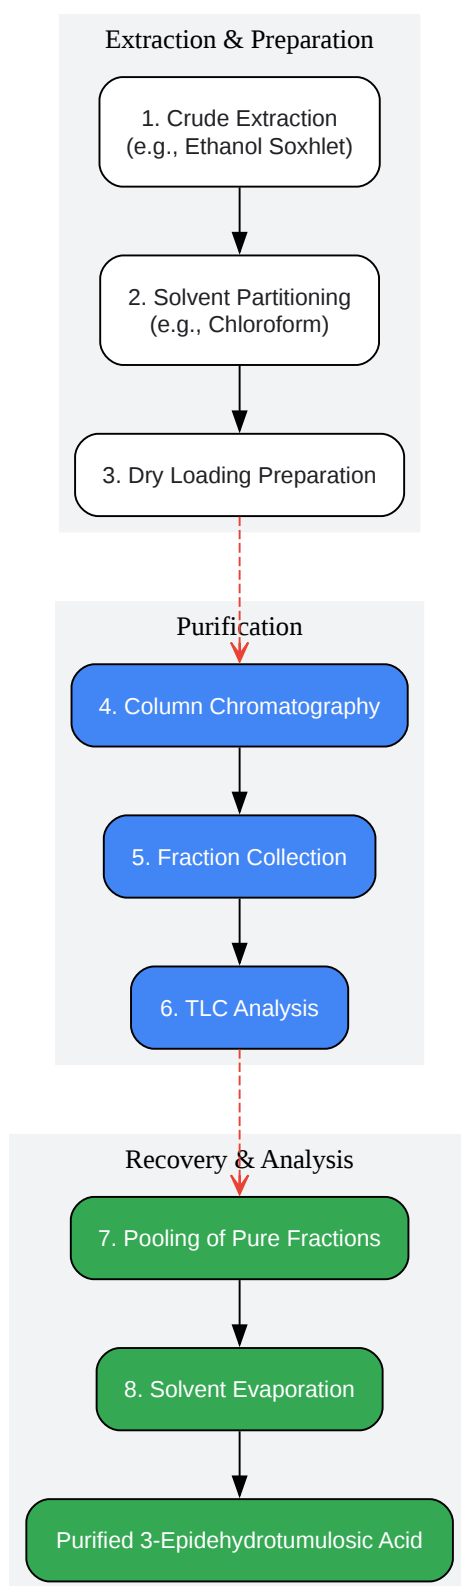 Extraction & Preparation
1. Crude Extraction
(e.g., Ethanol Soxhlet)
2. Solvent Partitioning
(e.g., Chloroform)
3. Dry Loading Preparation
Purification
4. Column Chromatography
5. Fraction Collection
6. TLC Analysis
Recovery & Analysis
7. Pooling of Pure Fractions
8. Solvent Evaporation
Purified 3-Epidehydrotumulosic Acid